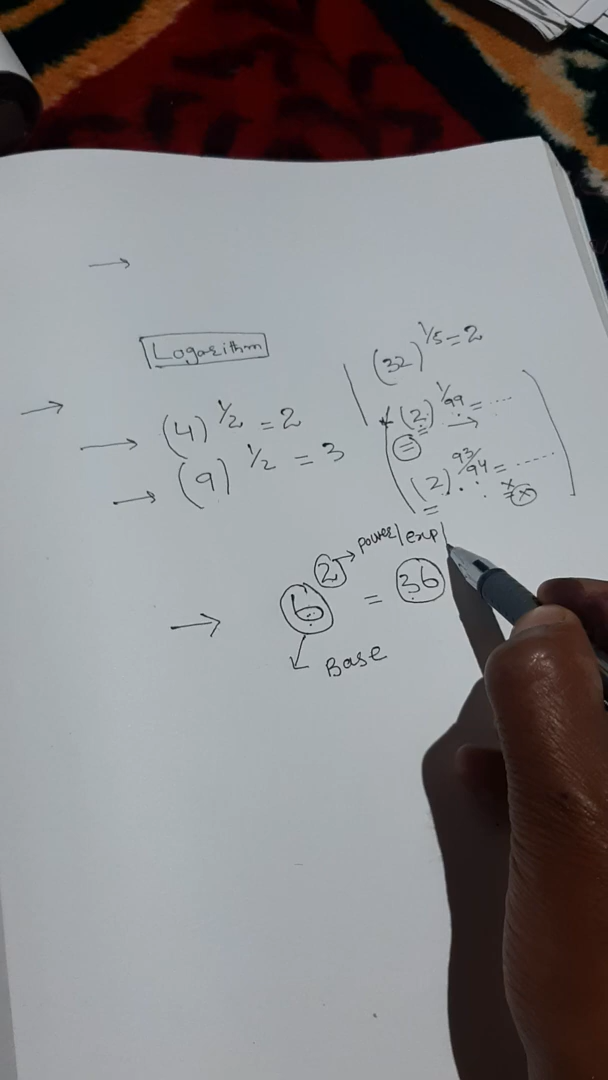 Logarithm
(4)^1/2 = 2
(9)^1/2 = 3
(32)^1/5 = 2
(2)^1/99 = ......
(2)^93/94 = ......
6^2 = 36
power/exp/
Base